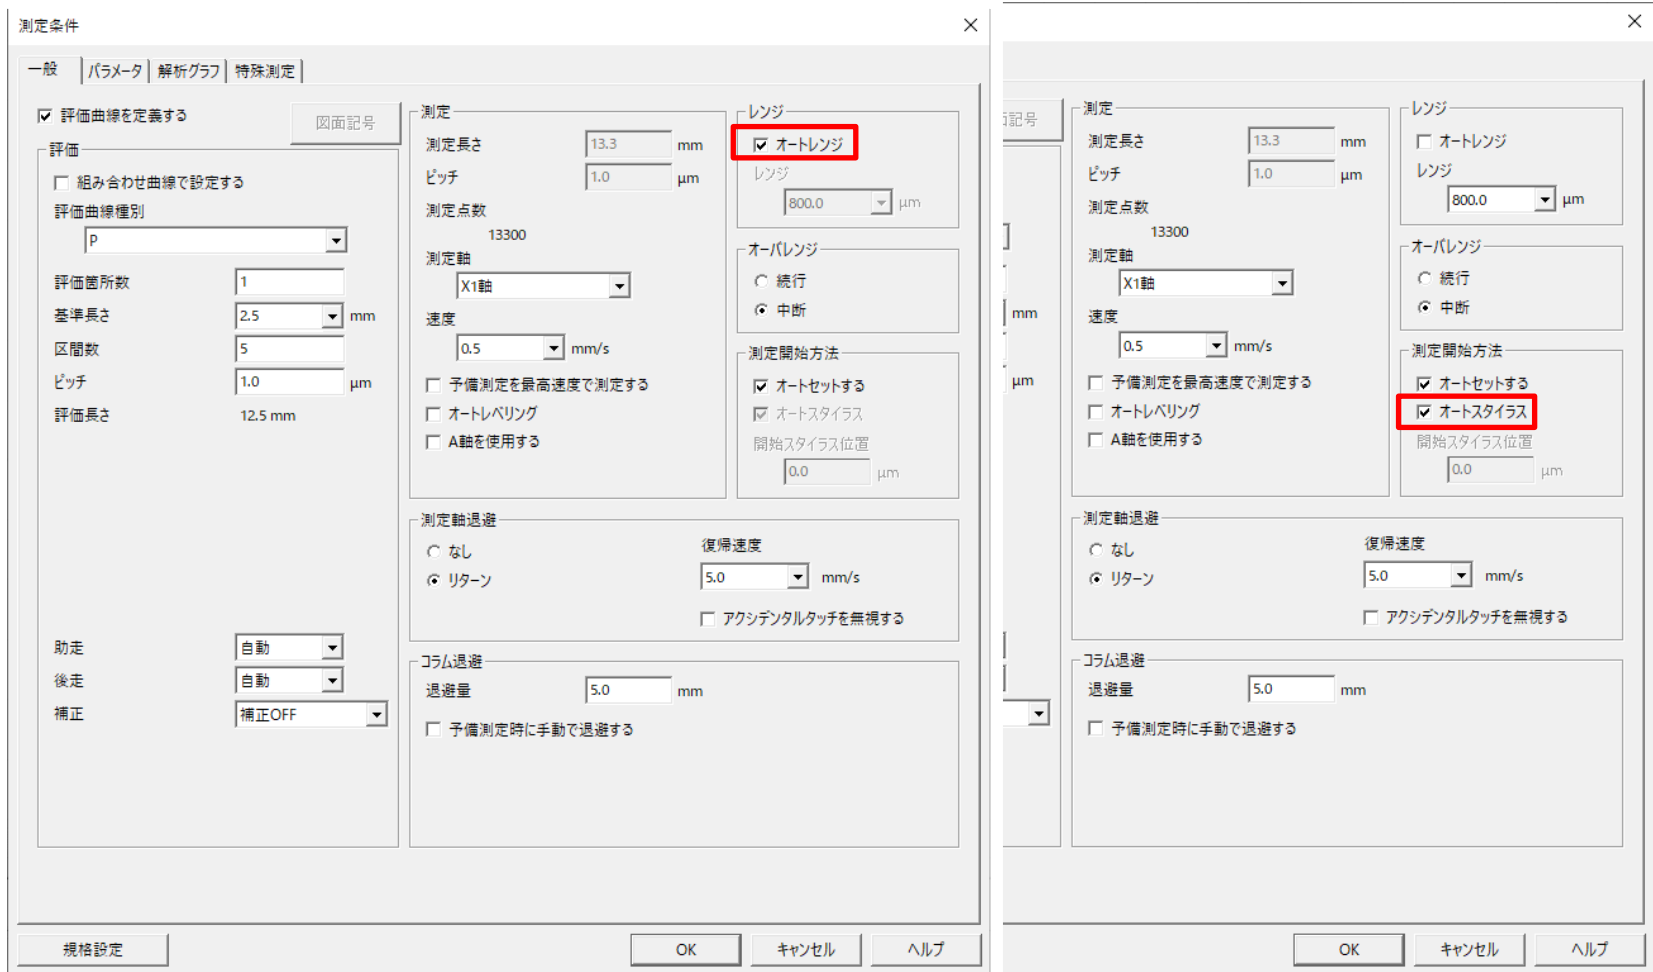 測定条件
一般
パラメータ
解析グラフ
特殊測定
評価曲線を定義する
図面記号
評価
組み合わせ曲線で設定する
評価曲線種別
P
評価箇所数 1
基準長さ 2.5 mm
区間数 5
ピッチ 1.0 μm
評価長さ 12.5 mm
助走 自動
後走 自動
補正 補正OFF
測定
測定長さ 13.3 mm
ピッチ 1.0 μm
測定点数
13300
測定軸
X1軸
速度
0.5 mm/s
予備測定を最高速度で測定する
オートレベリング
A軸を使用する
レンジ
オートレンジ
レンジ
800.0 μm
オーバレンジ
続行
中断
測定開始方法
オートセットする
オートスタイラス
開始スタイラス位置
0.0 μm
測定軸退避
なし
リターン
復帰速度
5.0 mm/s
アクシデンタルタッチを無視する
コラム退避
退避量 5.0 mm
予備測定時に手動で退避する
規格設定
OK
キャンセル
ヘルプ
記号
mm
μm
測定
測定長さ 13.3 mm
ピッチ 1.0 μm
測定点数
13300
測定軸
X1軸
速度
0.5 mm/s
予備測定を最高速度で測定する
オートレベリング
A軸を使用する
レンジ
オートレンジ
レンジ
800.0 μm
オーバレンジ
続行
中断
測定開始方法
オートセットする
オートスタイラス
開始スタイラス位置
0.0 μm
測定軸退避
なし
リターン
復帰速度
5.0 mm/s
アクシデンタルタッチを無視する
コラム退避
退避量 5.0 mm
予備測定時に手動で退避する
OK
キャンセル
ヘルプ